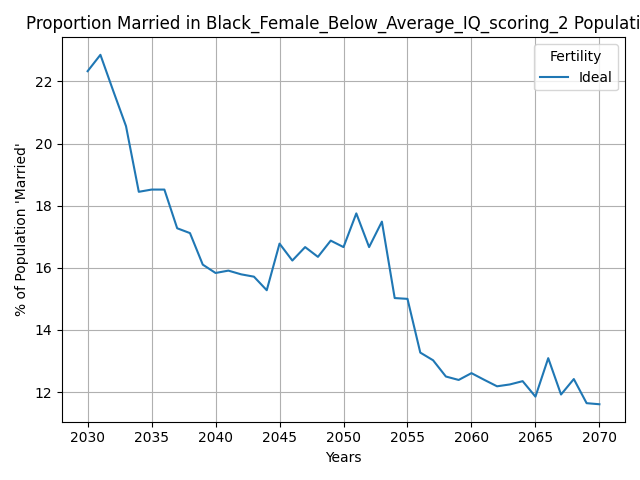 Proportion Married in Black_Female_Below_Average_IQ_scoring_2 Populati
Fertility
Ideal
% of Population 'Married'
22
20
18
16
14
12
2030 2035 2040 2045 2050 2055 2060 2065 2070
Years